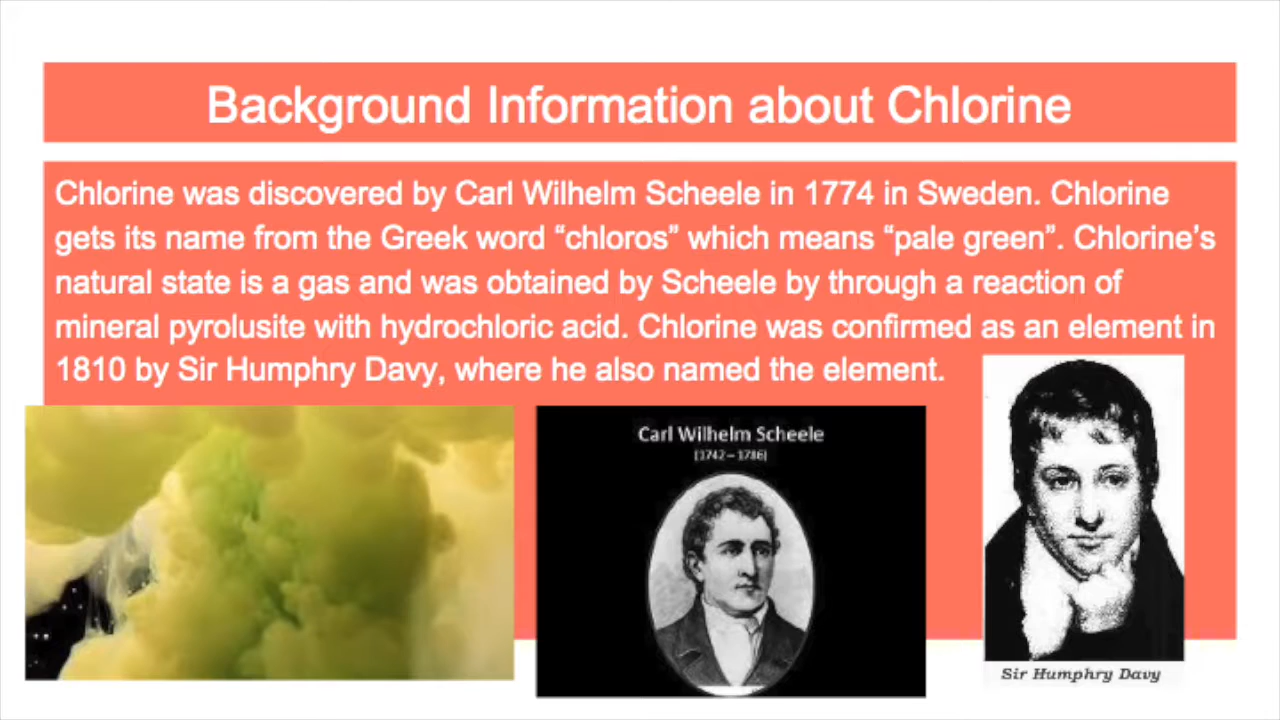 Background Information about Chlorine
Chlorine was discovered by Carl Wilhelm Scheele in 1774 in Sweden. Chlorine
gets its name from the Greek word “chloros” which means “pale green”. Chlorine’s
natural state is a gas and was obtained by Scheele by through a reaction of
mineral pyrolusite with hydrochloric acid. Chlorine was confirmed as an element in
1810 by Sir Humphry Davy, where he also named the element.
Carl Wilhelm Scheele
(1742 – 1786)
Sir Humphry Davy